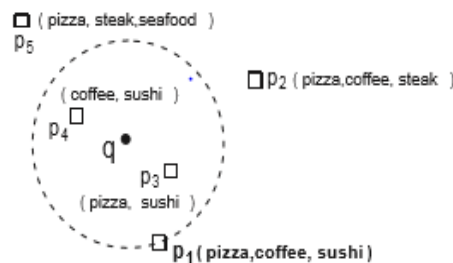 ( pizza, steak,seafood )
p5
p2 ( pizza,coffee, steak )
( coffee, sushi )
p4
q
p3
( pizza, sushi )
p1 ( pizza,coffee, sushi )